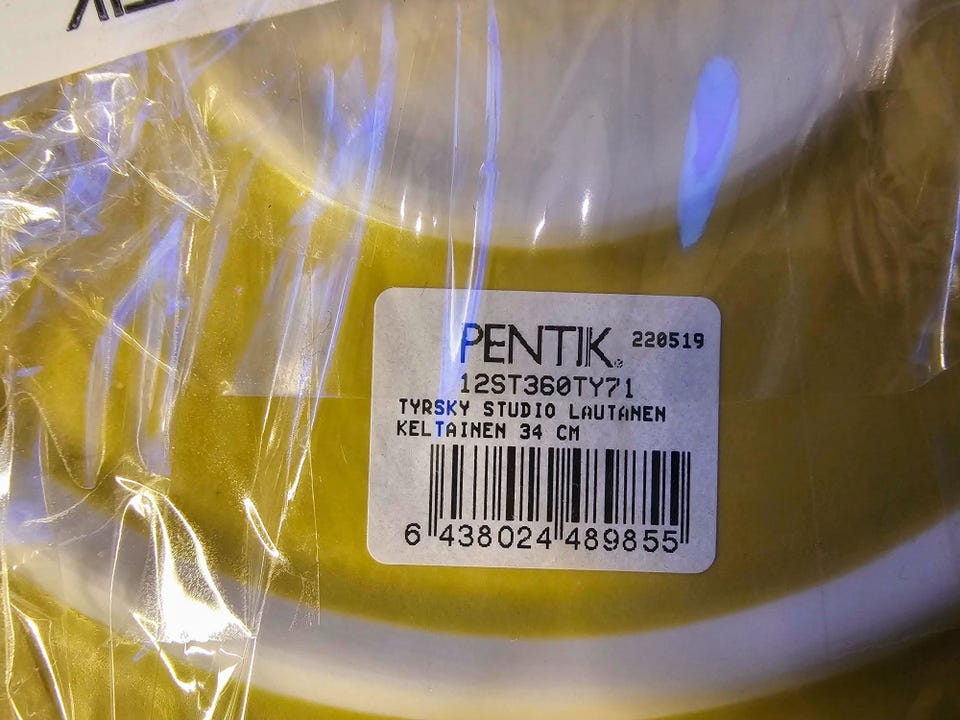 PENTIK® 220519
12ST360TY71
TYRSKY STUDIO LAUTANEN
KELTAINEN 34 CM
6 438024 489855